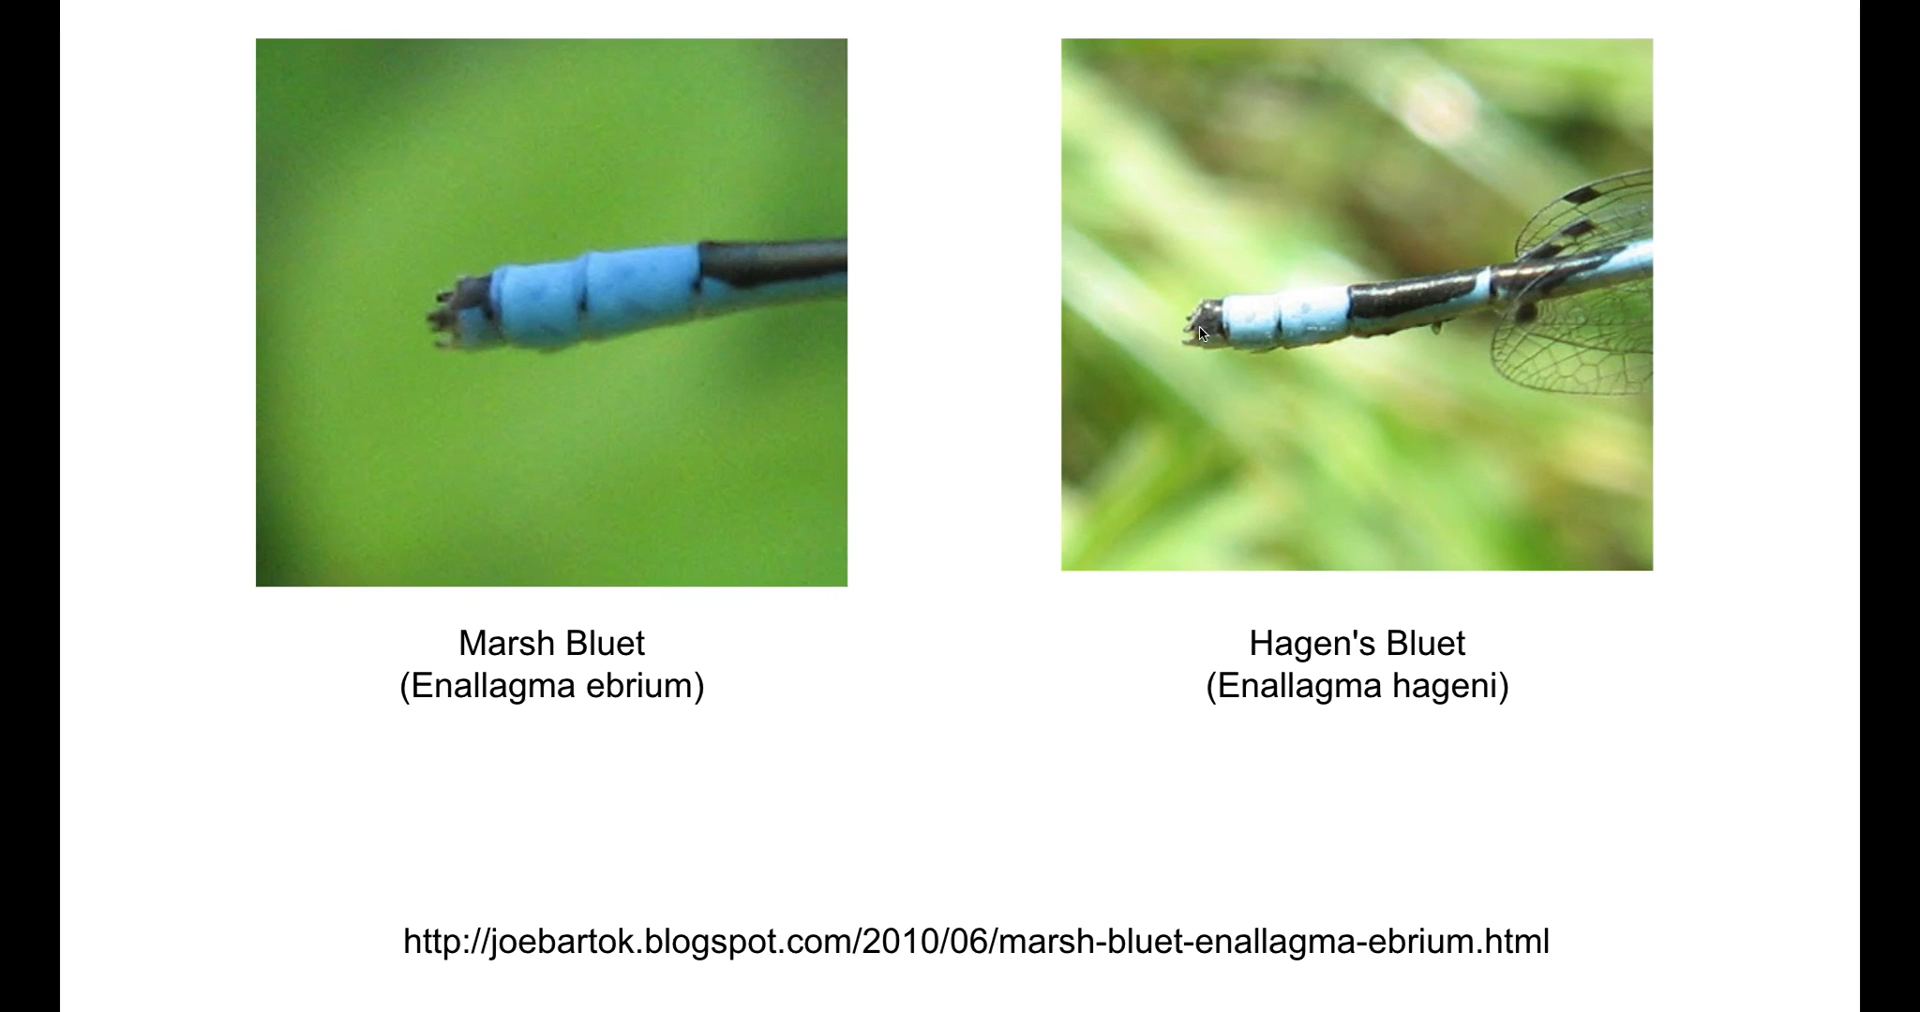 Marsh Bluet
(Enallagma ebrium)
Hagen's Bluet
(Enallagma hageni)
http://joebartok.blogspot.com/2010/06/marsh-bluet-enallagma-ebrium.html